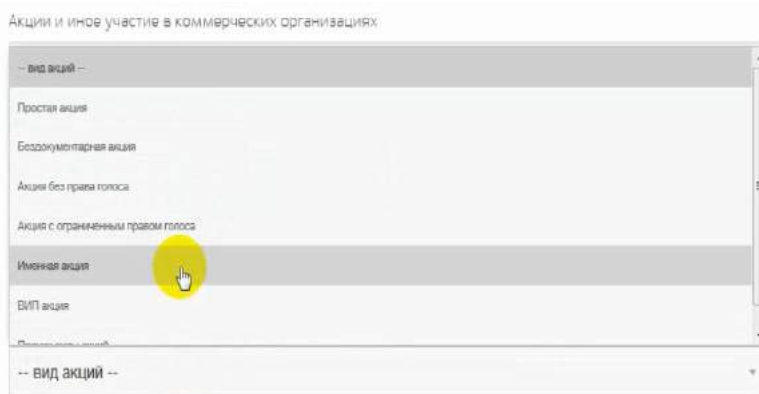 Акции и иное участие в коммерческих организациях
-- вид акций --
Простая акция
Бездокументарная акция
Акция без права голоса
Акция с ограниченным правом голоса
Именная акция
ВИП акция
-- вид акций --